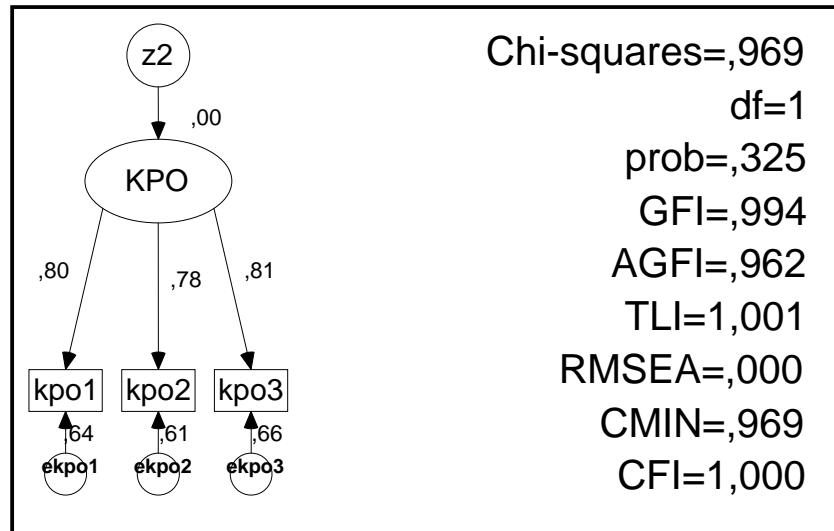 z2
,00
KPO
,80
,78
,81
kpo1
kpo2
kpo3
,64
,61
,66
ekpo1
ekpo2
ekpo3
Chi-squares=,969
df=1
prob=,325
GFI=,994
AGFI=,962
TLI=1,001
RMSEA=,000
CMIN=,969
CFI=1,000